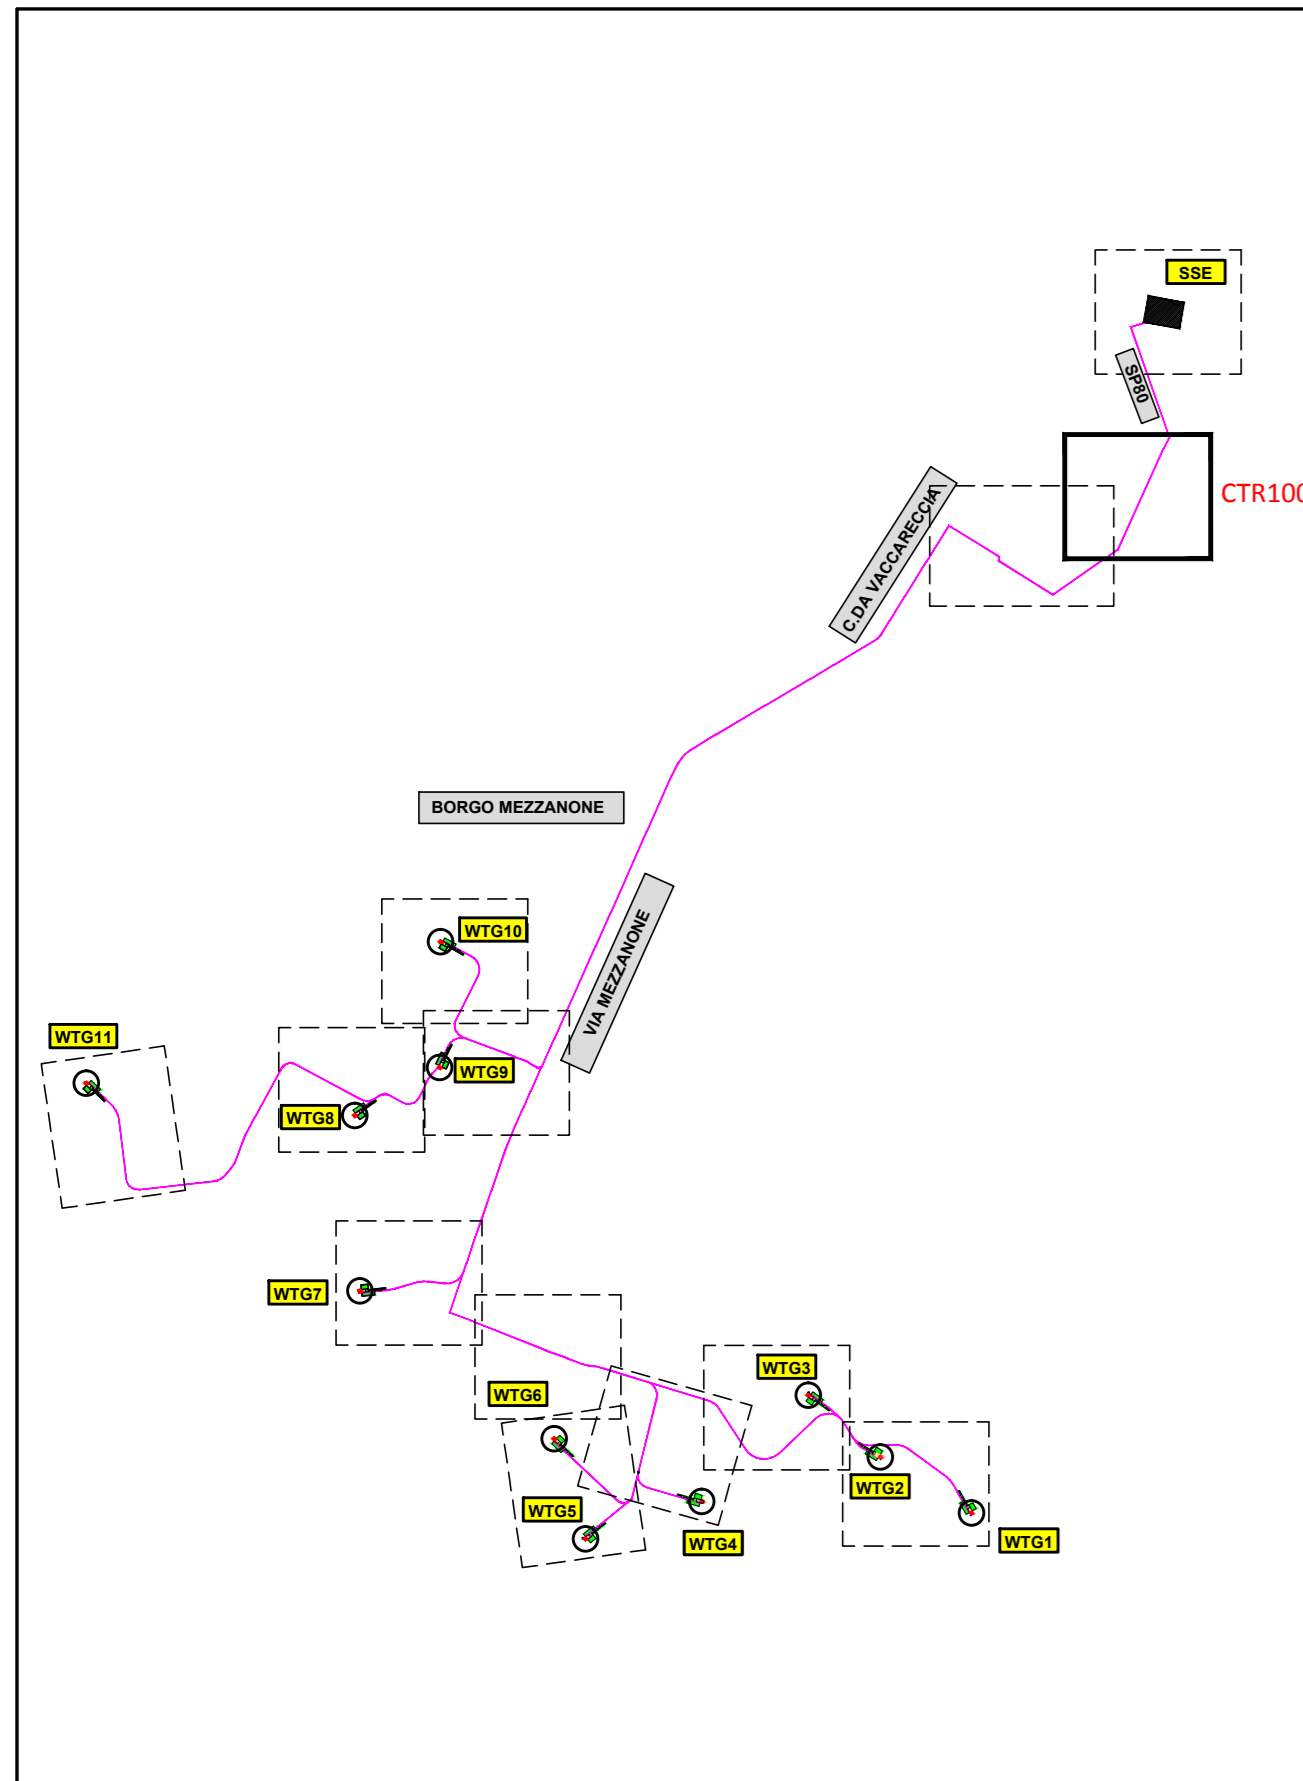 SSE
SP80
CTR100
C.DA VACCARECCIA
BORGO MEZZANONE
VIA MEZZANONE
WTG10
WTG11
WTG9
WTG8
WTG7
WTG3
WTG6
WTG2
WTG5
WTG4
WTG1